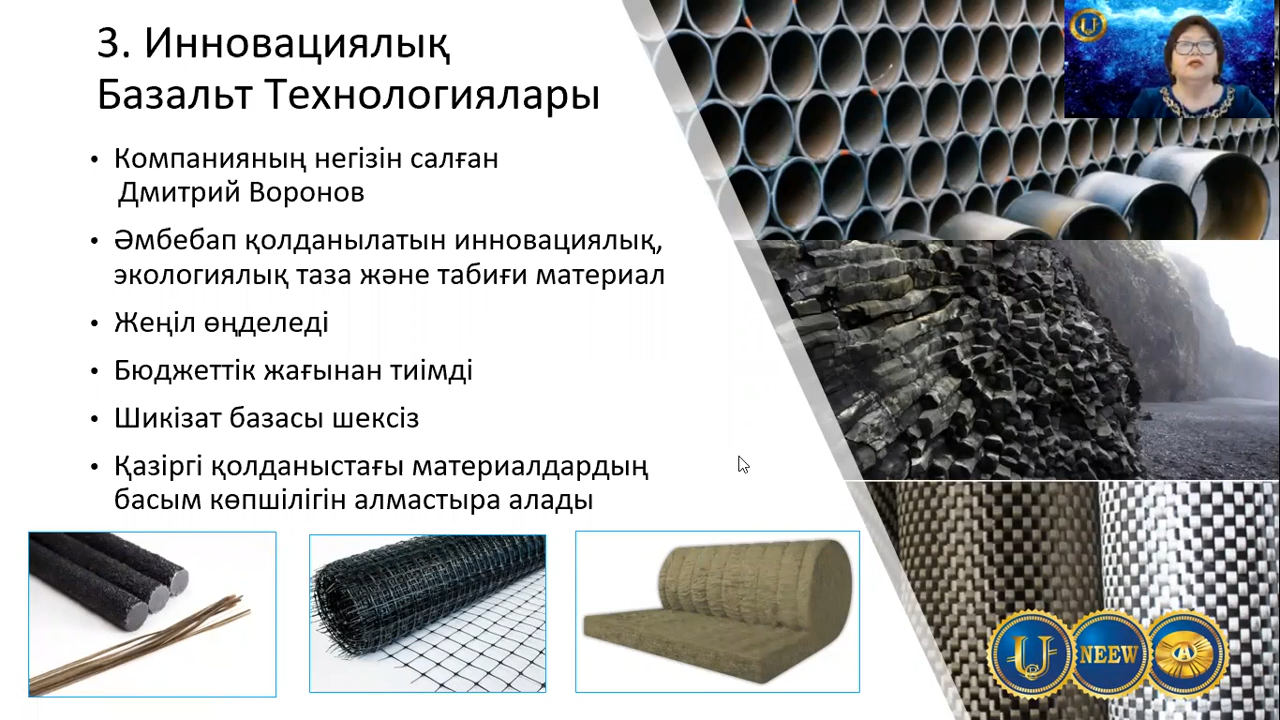 3. Инновациялық
Базальт Технологиялары
• Компанияның негізін салған
Дмитрий Воронов
• Әмбебап қолданылатын инновациялық,
экологиялық таза және табиғи материал
• Жеңіл өңделеді
• Бюджеттік жағынан тиімді
• Шикізат базасы шексіз
• Қазіргі қолданыстағы материалдардың
басым көпшілігін алмастыра алады
U
NEEW
A